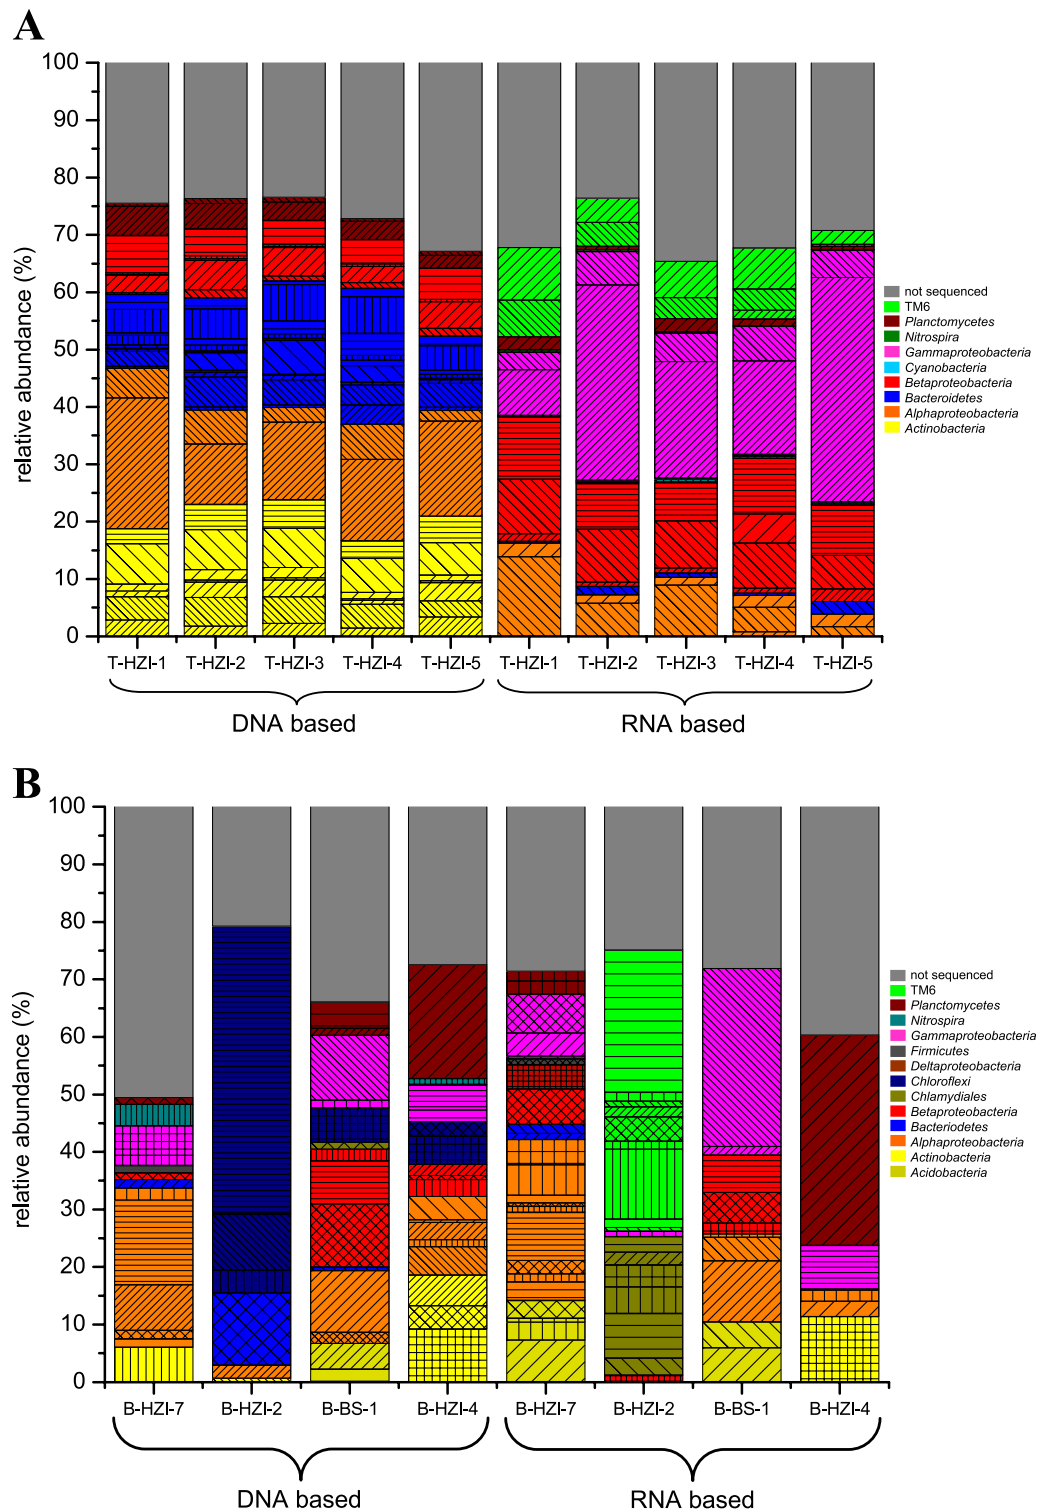 A
relative abundance (%)
100
90
80
70
60
50
40
30
20
10
0
T-HZI-1 T-HZI-2 T-HZI-3 T-HZI-4 T-HZI-5 T-HZI-1 T-HZI-2 T-HZI-3 T-HZI-4 T-HZI-5
DNA based RNA based
not sequenced
TM6
Planctomycetes
Nitrospira
Gammaproteobacteria
Cyanobacteria
Betaproteobacteria
Bacteroidetes
Alphaproteobacteria
Actinobacteria
B
relative abundance (%)
100
90
80
70
60
50
40
30
20
10
0
B-HZI-7 B-HZI-2 B-BS-1 B-HZI-4 B-HZI-7 B-HZI-2 B-BS-1 B-HZI-4
DNA based RNA based
not sequenced
TM6
Planctomycetes
Nitrospira
Gammaproteobacteria
Firmicutes
Deltaproteobacteria
Chloroflexi
Chlamydiales
Betaproteobacteria
Bacteriodetes
Alphaproteobacteria
Actinobacteria
Acidobacteria